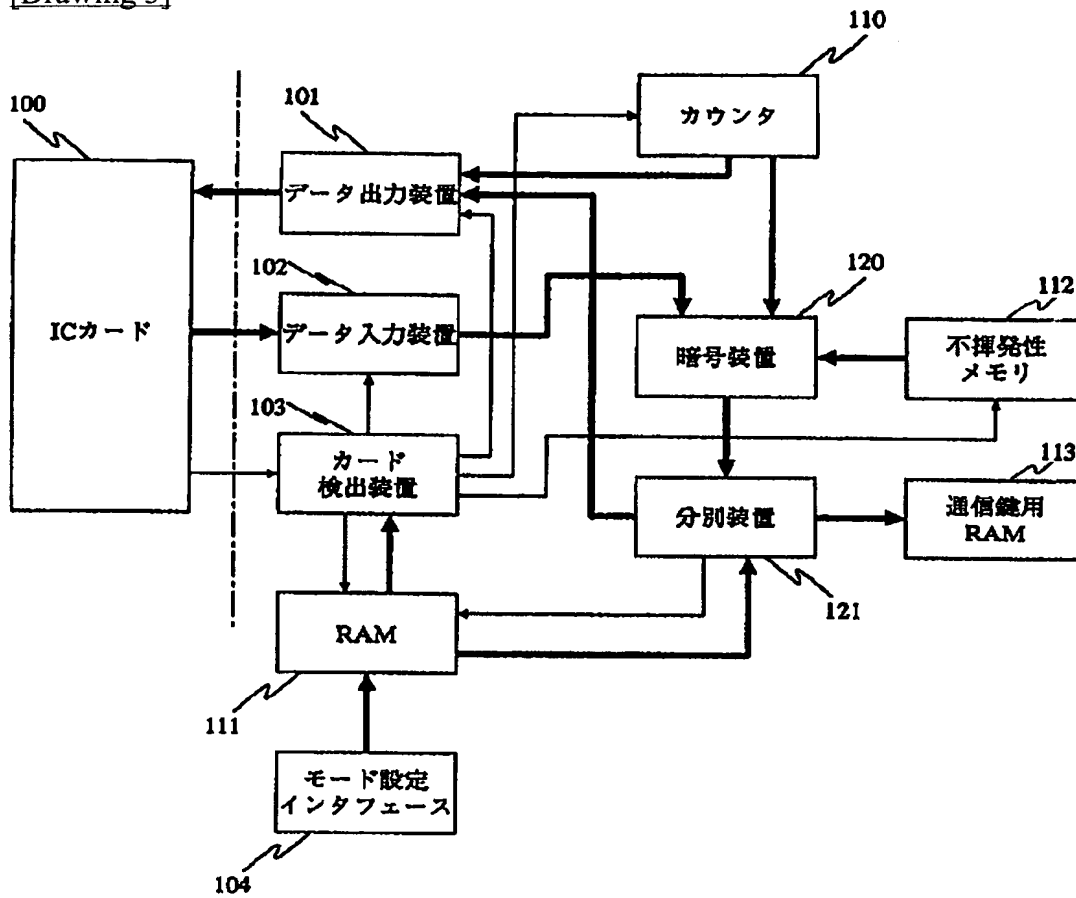 110
100
101
カウンタ
データ出力装置
102
120
112
ICカード
データ入力装置
暗号装置
不揮発性
メモリ
103
113
カード
検出装置
分別装置
通信鍵用
RAM
121
RAM
111
モード設定
インタフェース
104